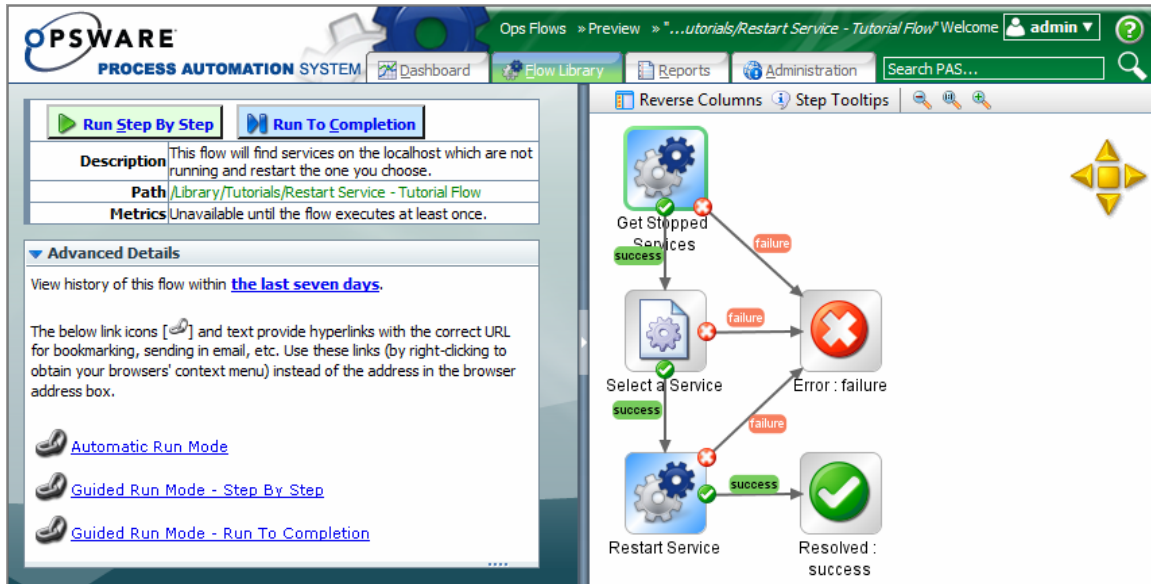 OPSWARE
PROCESS AUTOMATION SYSTEM
Ops Flows » Preview » "...utorials/Restart Service - Tutorial Flow" Welcome admin ▼
Dashboard
Flow Library
Reports
Administration
Search PAS...
Run Step By Step
Run To Completion
Description This flow will find services on the localhost which are not
running and restart the one you choose.
Path /Library/Tutorials/Restart Service - Tutorial Flow
Metrics Unavailable until the flow executes at least once.
Advanced Details
View history of this flow within the last seven days.
The below link icons [ ] and text provide hyperlinks with the correct URL
for bookmarking, sending in email, etc. Use these links (by right-clicking to
obtain your browsers' context menu) instead of the address in the browser
address box.
Automatic Run Mode
Guided Run Mode - Step By Step
Guided Run Mode - Run To Completion
Reverse Columns
Step Tooltips
Get Stopped
Services
success
failure
Select a Service
failure
Error : failure
success
failure
Restart Service
success
Resolved :
success